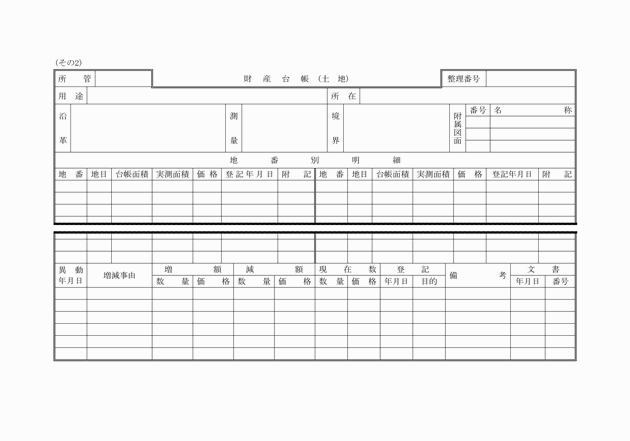 (その2)
所管 財産台帳(土地) 整理番号
用途 所在
沿革 測量 境界 附属図面 番号 名称
地番別明細
地番 地目 台帳面積 実測面積 価格 登記年月日 附記 地番 地目 台帳面積 実測面積 価格 登記年月日 附記
異動年月日 増減事由 増額 減額 現在数 登記 備考 文書
数量 価格 数量 価格 数量 価格 年月日 目的 年月日 番号